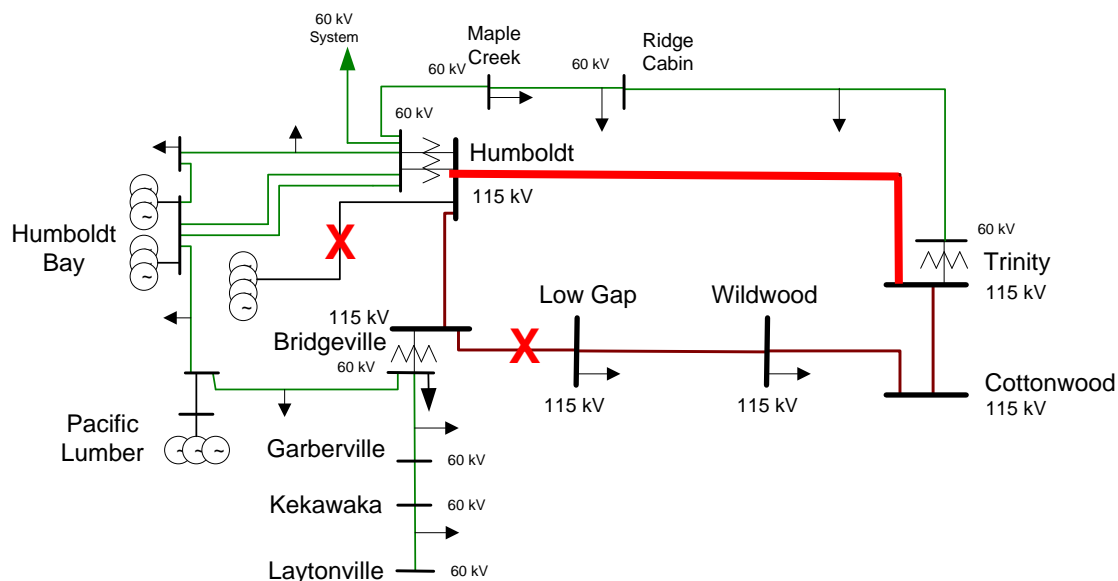 60 kV
System
Maple
Creek
Ridge
Cabin
60 kV
60 kV
60 kV
Humboldt
115 kV
Humboldt
Bay
~
~
~
X
60 kV
Trinity
115 kV
Low Gap
Wildwood
115 kV
Bridgeville
60 kV
X
115 kV
115 kV
Cottonwood
115 kV
Pacific
Lumber
~
Garberville
60 kV
Kekawaka
60 kV
Laytonville
60 kV